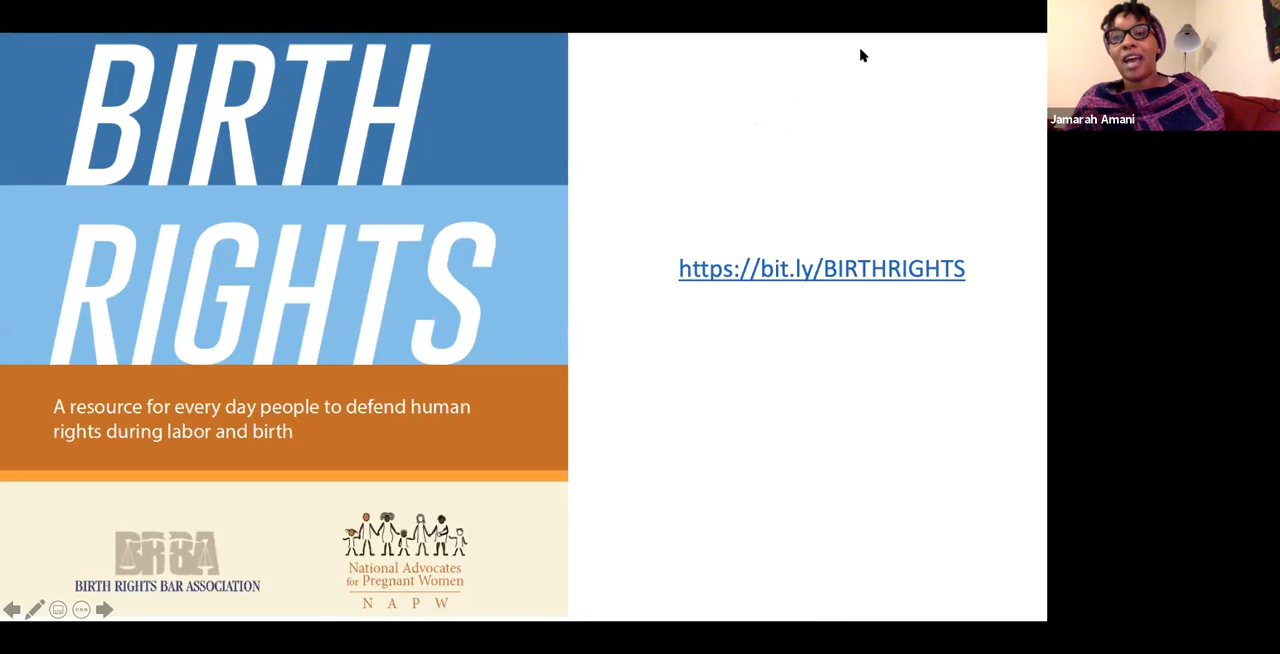 BIRTH
RIGHTS
A resource for every day people to defend human
rights during labor and birth
BRBA
BIRTH RIGHTS BAR ASSOCIATION
National Advocates
for Pregnant Women
N A P W
https://bit.ly/BIRTHRIGHTS
Jamarah Amani